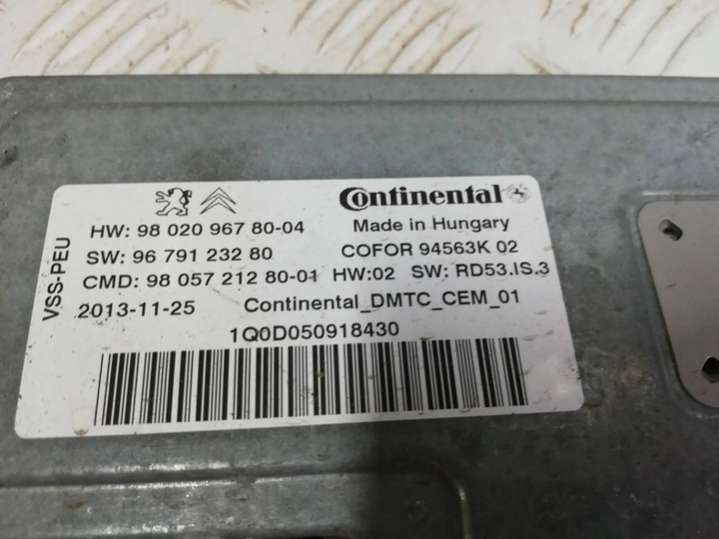 Continental
HW: 98 020 967 80-04
Made in Hungary
SW: 96 791 232 80
COFOR 94563K 02
CMD: 98 057 212 80-01 HW:02 SW: RD53.IS.3
2013-11-25 Continental_DMTC_CEM_01
1Q0D050918430
VSS-PEU